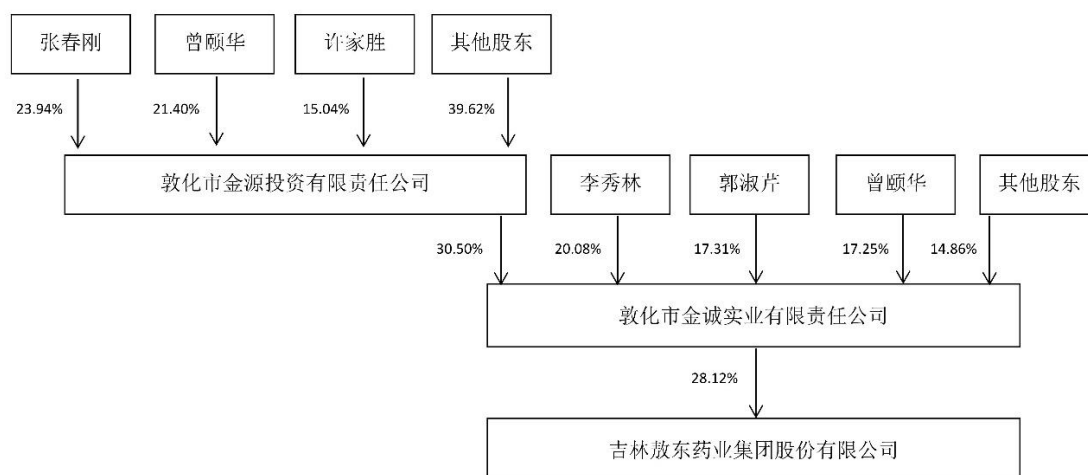 张春刚
曾颐华
许家胜
其他股东
23.94%
21.40%
15.04%
39.62%
敦化市金源投资有限责任公司
李秀林
郭淑芹
曾颐华
其他股东
30.50%
20.08%
17.31%
17.25%
14.86%
敦化市金诚实业有限责任公司
28.12%
吉林敖东药业集团股份有限公司